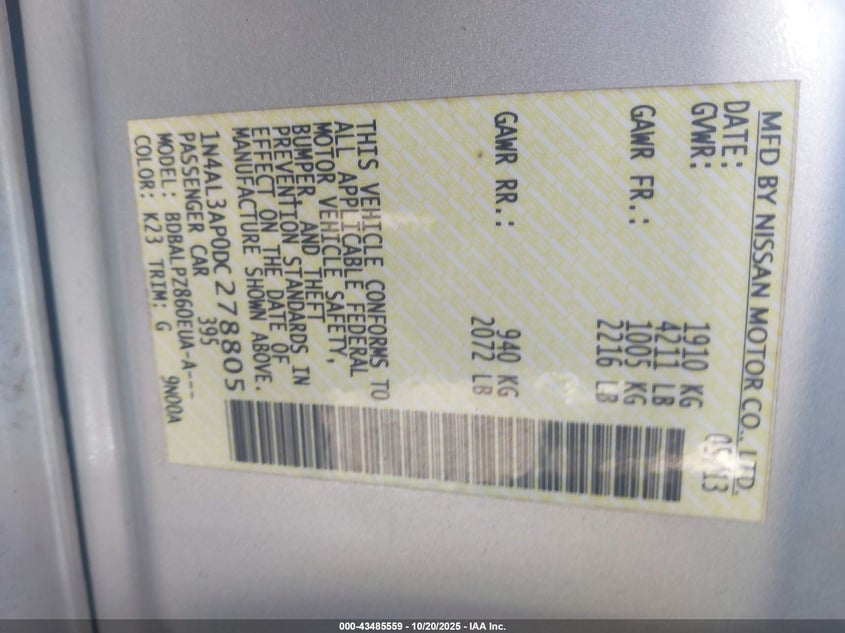 MFD BY NISSAN MOTOR CO., LTD.
DATE: 05/13
GVWR: 1910 KG
4211 LB
GAWR FR.: 1005 KG
2216 LB
GAWR RR.: 940 KG
2072 LB
THIS VEHICLE CONFORMS TO
ALL APPLICABLE FEDERAL
MOTOR VEHICLE SAFETY,
BUMPER, AND THEFT
PREVENTION STANDARDS IN
EFFECT ON THE DATE OF
MANUFACTURE SHOWN ABOVE.
1N4AL3AP0DC278805
PASSENGER CAR 395
MODEL: BDBALPZ860EUA-A---
COLOR: K23 TRIM: G 9N00A
000-43485559 - 10/20/2025 - IAA Inc.